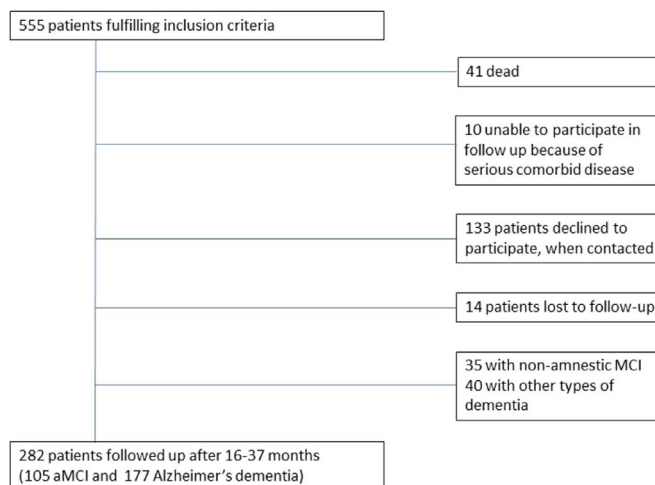 555 patients fulfilling inclusion criteria
41 dead
10 unable to participate in
follow up because of
serious comorbid disease
133 patients declined to
participate, when contacted
14 patients lost to follow-up
35 with non-amnestic MCI
40 with other types of
dementia
282 patients followed up after 16-37 months
(105 aMCI and 177 Alzheimer's dementia)